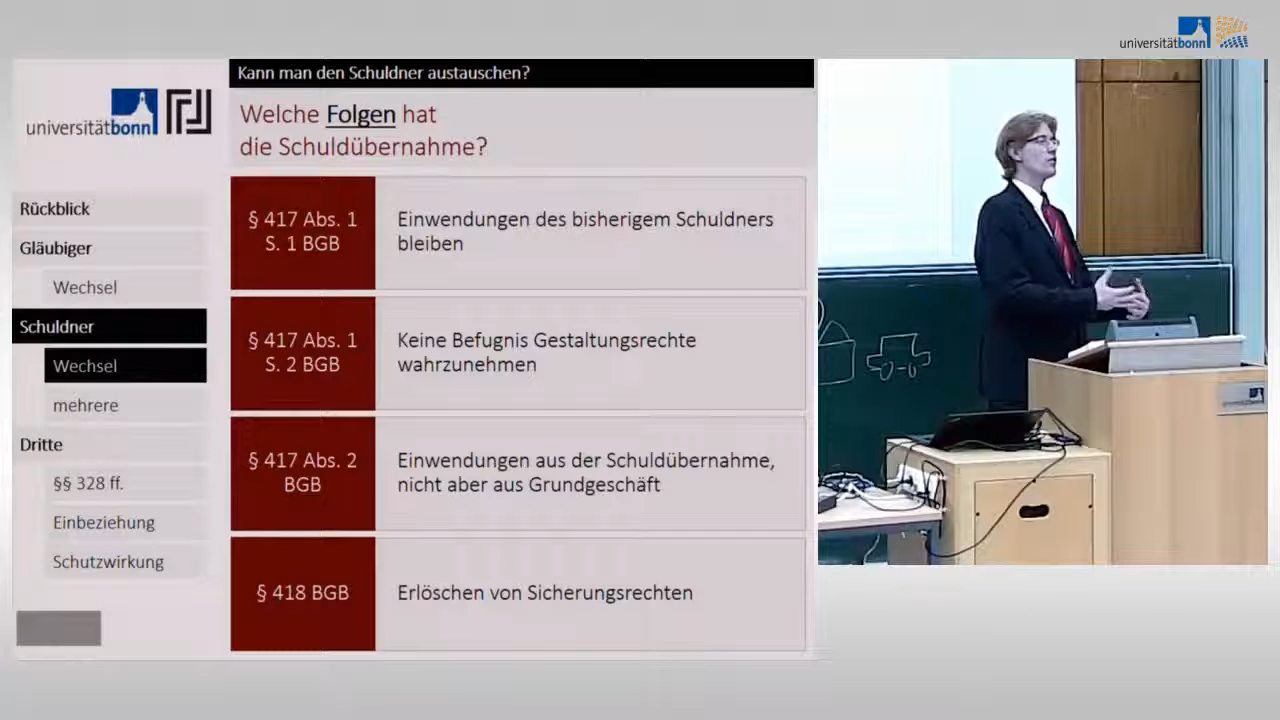 universitätbonn
Kann man den Schuldner austauschen?
universitätbonn
Welche Folgen hat
die Schuldübernahme?
Rückblick
Gläubiger
Wechsel
Schuldner
Wechsel
mehrere
Dritte
§§ 328 ff.
Einbeziehung
Schutzwirkung
§ 417 Abs. 1
S. 1 BGB
Einwendungen des bisherigem Schuldners
bleiben
§ 417 Abs. 1
S. 2 BGB
Keine Befugnis Gestaltungsrechte
wahrzunehmen
§ 417 Abs. 2
BGB
Einwendungen aus der Schuldübernahme,
nicht aber aus Grundgeschäft
§ 418 BGB
Erlöschen von Sicherungsrechten